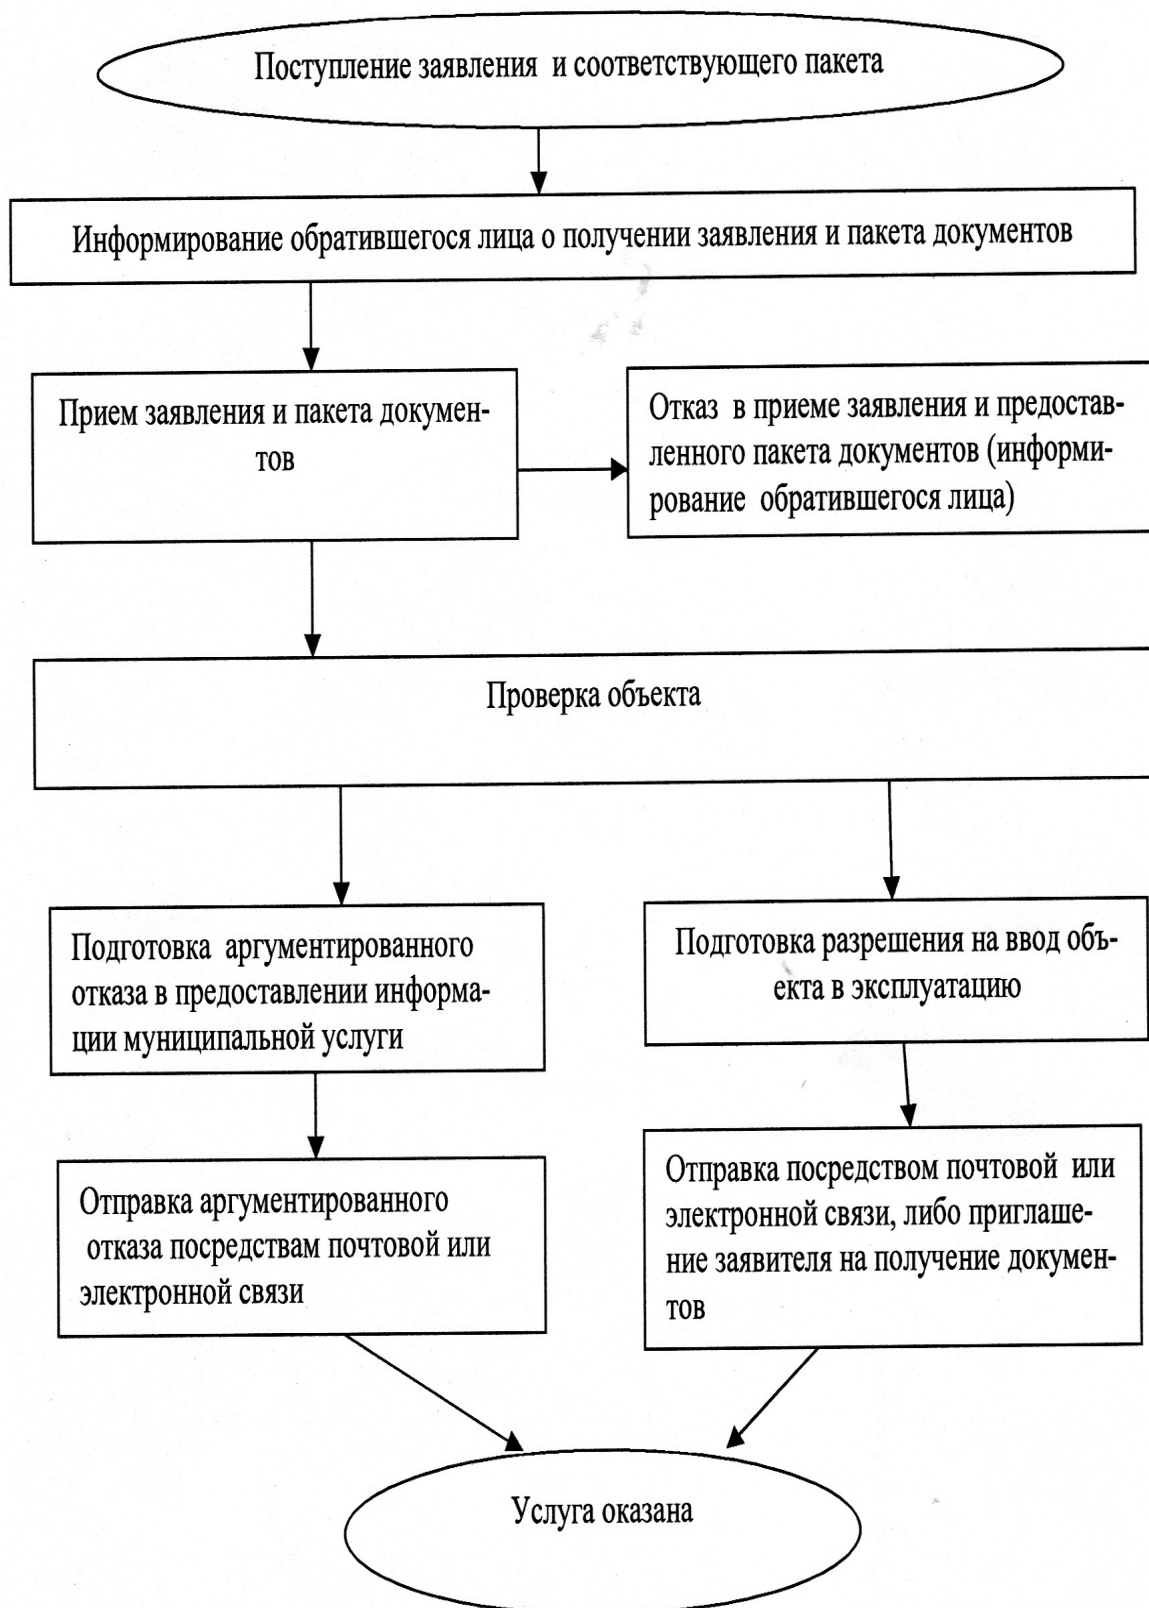 Поступление заявления и соответствующего пакета
Информирование обратившегося лица о получении заявления и пакета документов
Прием заявления и пакета докумен-
тов
Отказ в приеме заявления и предостав-
ленного пакета документов (информи-
рование обратившегося лица)
Проверка объекта
Подготовка аргументированного
отказа в предоставлении информа-
ции муниципальной услуги
Подготовка разрешения на ввод объ-
екта в эксплуатацию
Отправка аргументированного
отказа посредствам почтовой или
электронной связи
Отправка посредством почтовой или
электронной связи, либо приглаше-
ние заявителя на получение докумен-
тов
Услуга оказана